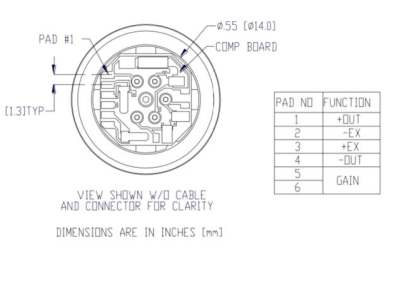 Ø.55 [Ø14.0]
PAD #1
COMP BOARD
[1.3]TYP
VIEW SHOWN W/O CABLE
AND CONNECTOR FOR CLARITY
DIMENSIONS ARE IN INCHES [mm]
PAD NO FUNCTION
1 +OUT
2 -EX
3 +EX
4 -OUT
5 GAIN
6